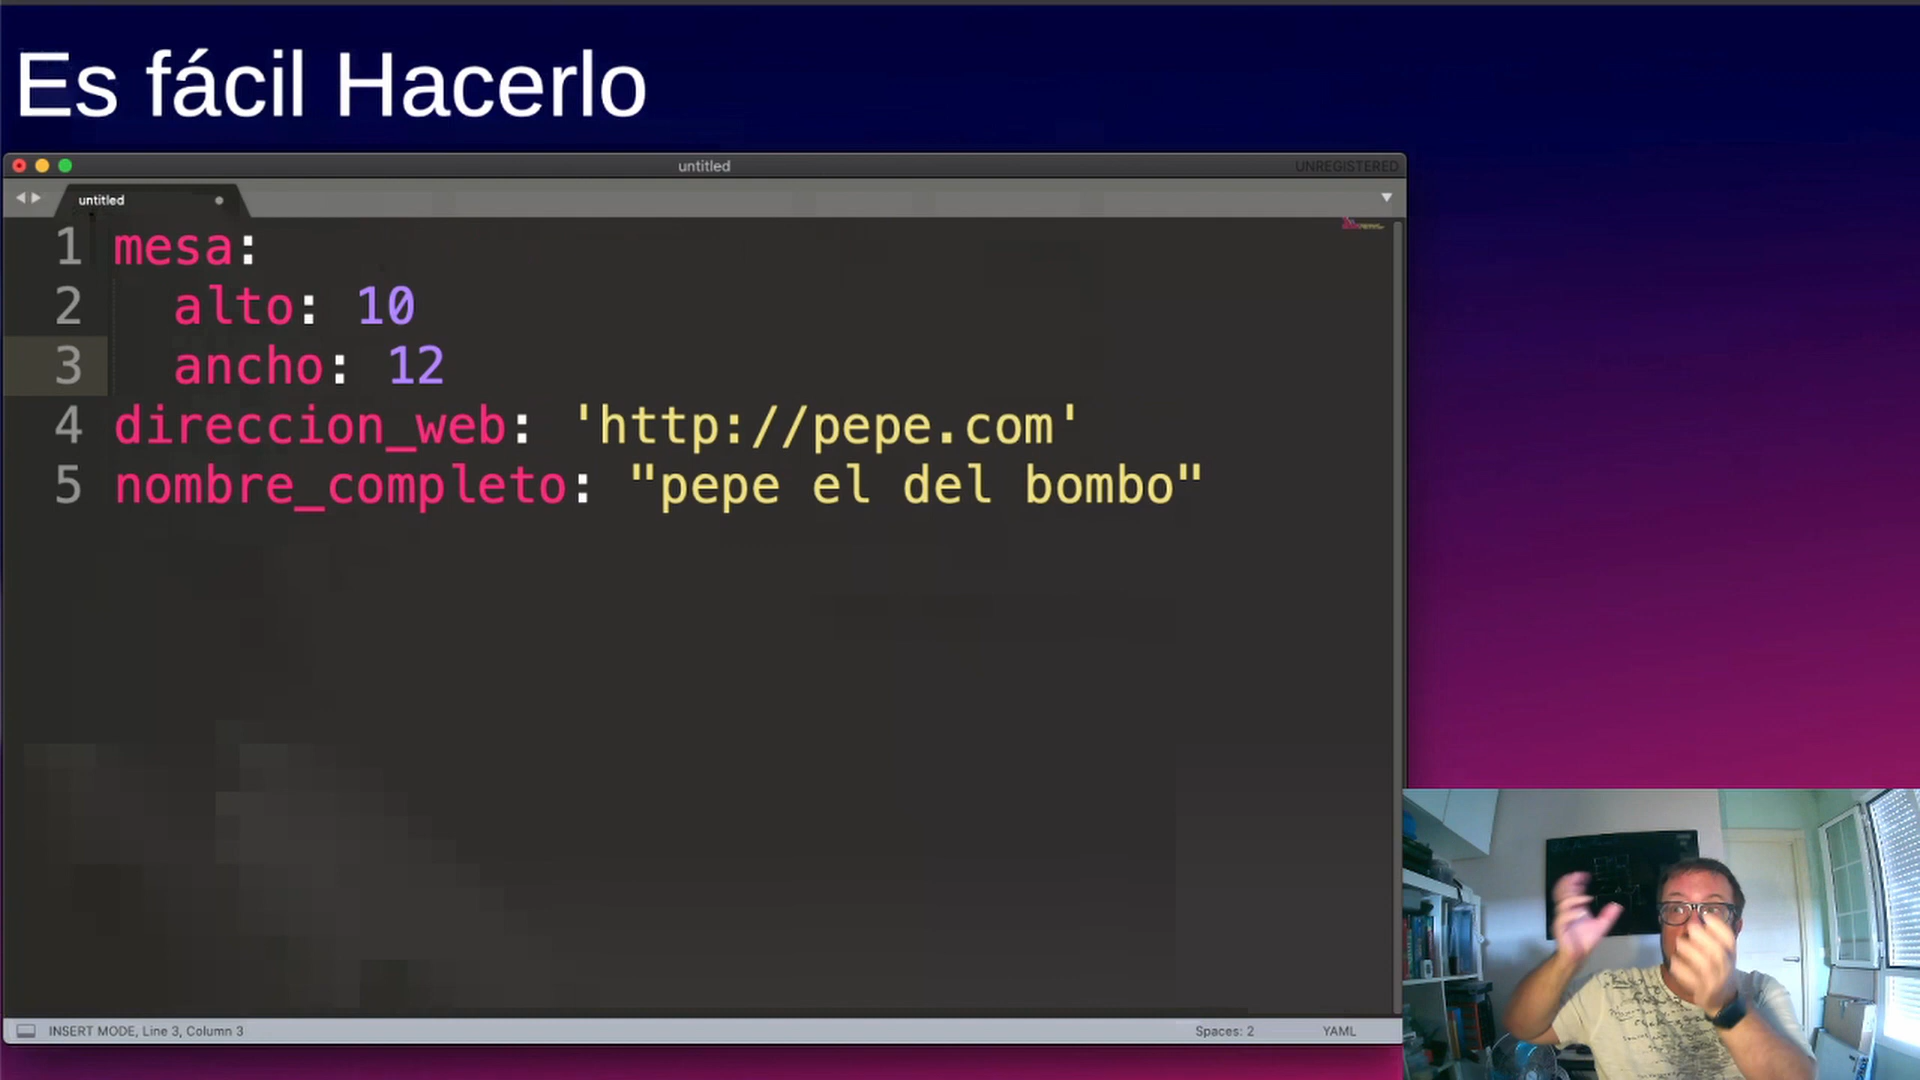 Es fácil Hacerlo
untitled
UNREGISTERED
untitled
1 mesa:
2   alto: 10
3   ancho: 12
4 direccion_web: 'http://pepe.com'
5 nombre_completo: "pepe el del bombo"
INSERT MODE, Line 3, Column 3
Spaces: 2
YAML